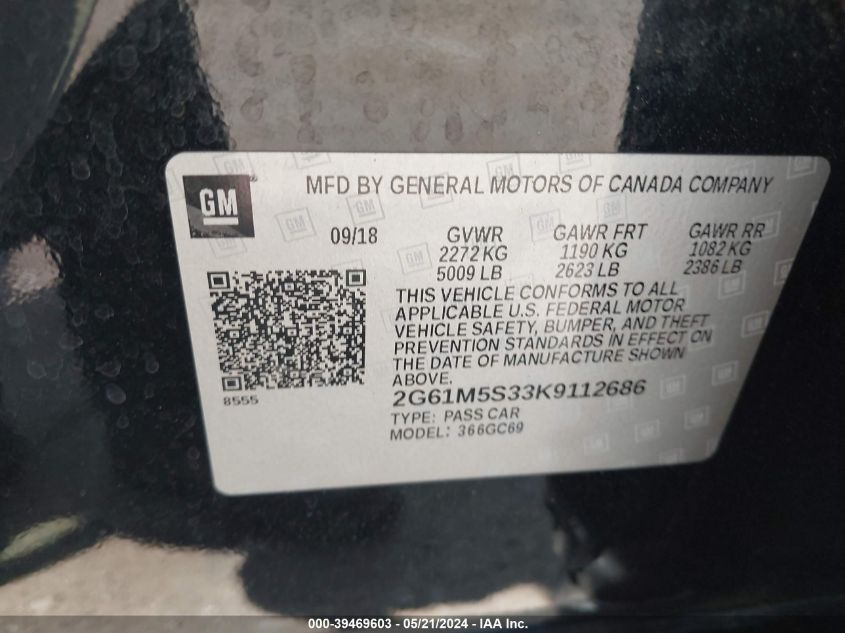 GM
MFD BY GENERAL MOTORS OF CANADA COMPANY
09/18 GVWR GAWR FRT GAWR RR
2272 KG 1190 KG 1082 KG
5009 LB 2623 LB 2386 LB
THIS VEHICLE CONFORMS TO ALL
APPLICABLE U.S. FEDERAL MOTOR
VEHICLE SAFETY, BUMPER, AND THEFT
PREVENTION STANDARDS IN EFFECT ON
THE DATE OF MANUFACTURE SHOWN
ABOVE.
8555
2G61M5S33K9112686
TYPE: PASS CAR
MODEL: 366GC69
000-39469603 / 05/21/2024 - IAA Inc.